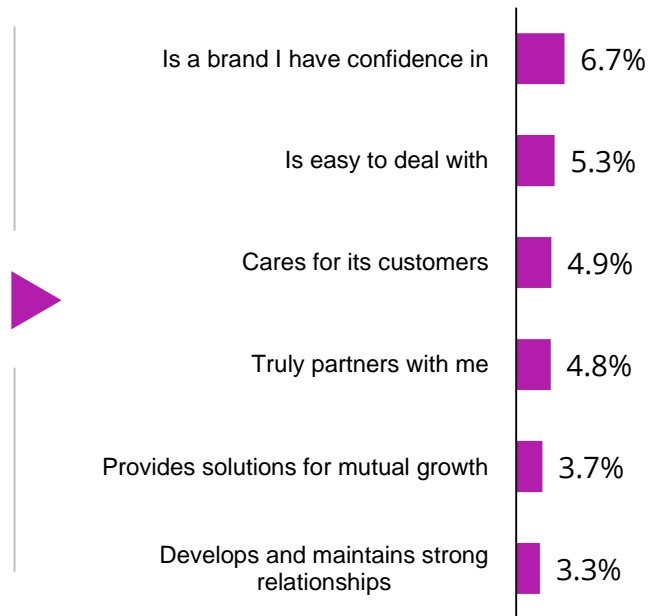 Is a brand I have confidence in
6.7%
Is easy to deal with
5.3%
Cares for its customers
4.9%
Truly partners with me
4.8%
Provides solutions for mutual growth
3.7%
Develops and maintains strong
relationships
3.3%